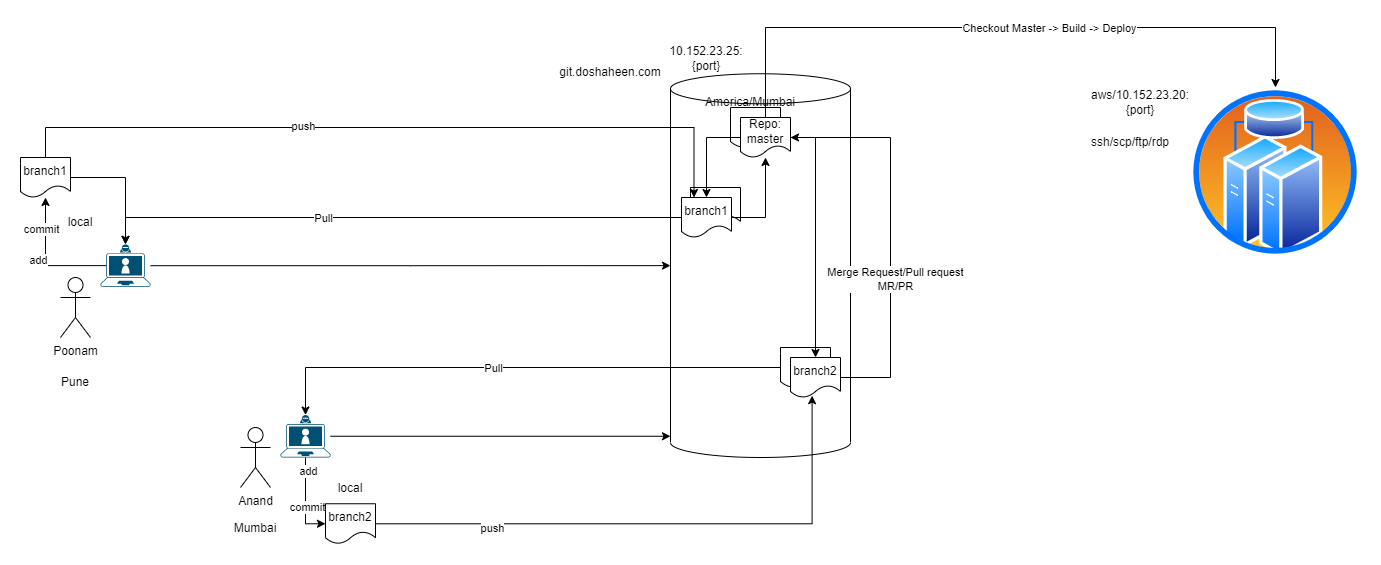 Checkout Master -> Build -> Deploy
10.152.23.25:
{port}
git.doshaheen.com
aws/10.152.23.20:
{port}
ssh/scp/ftp/rdp
America/Mumbai
Repo:
master
push
branch1
branch1
Pull
local
commit
add
Poonam
Pune
Merge Request/Pull request
MR/PR
Pull
branch2
add
local
commit
branch2
push
Anand
Mumbai